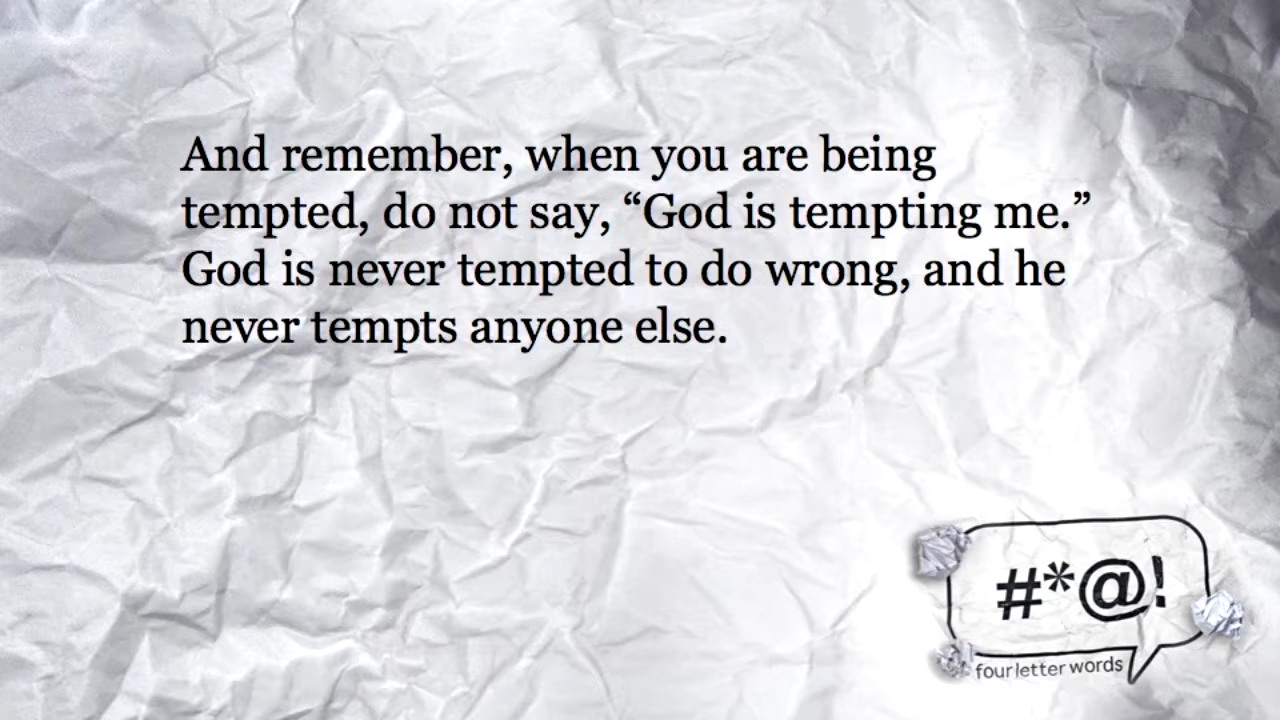 And remember, when you are being
tempted, do not say, “God is tempting me.”
God is never tempted to do wrong, and he
never tempts anyone else.
#*@!
four letter words